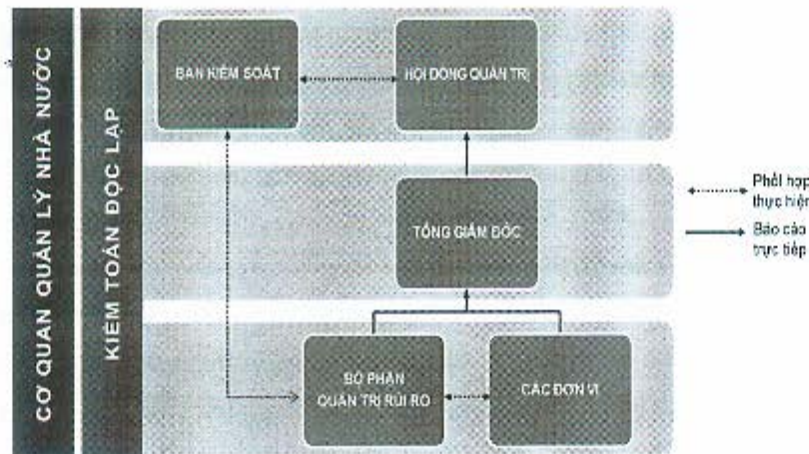 CƠ QUAN QUẢN LÝ NHÀ NƯỚC
KIỂM TOÁN ĐỘC LẬP
BAN KIỂM SOÁT
HỘI ĐỒNG QUẢN TRỊ
TỔNG GIÁM ĐỐC
BỘ PHẬN
QUẢN TRỊ RỦI RO
CÁC ĐƠN VỊ
Phối hợp
thực hiện
Báo cáo
trực tiếp